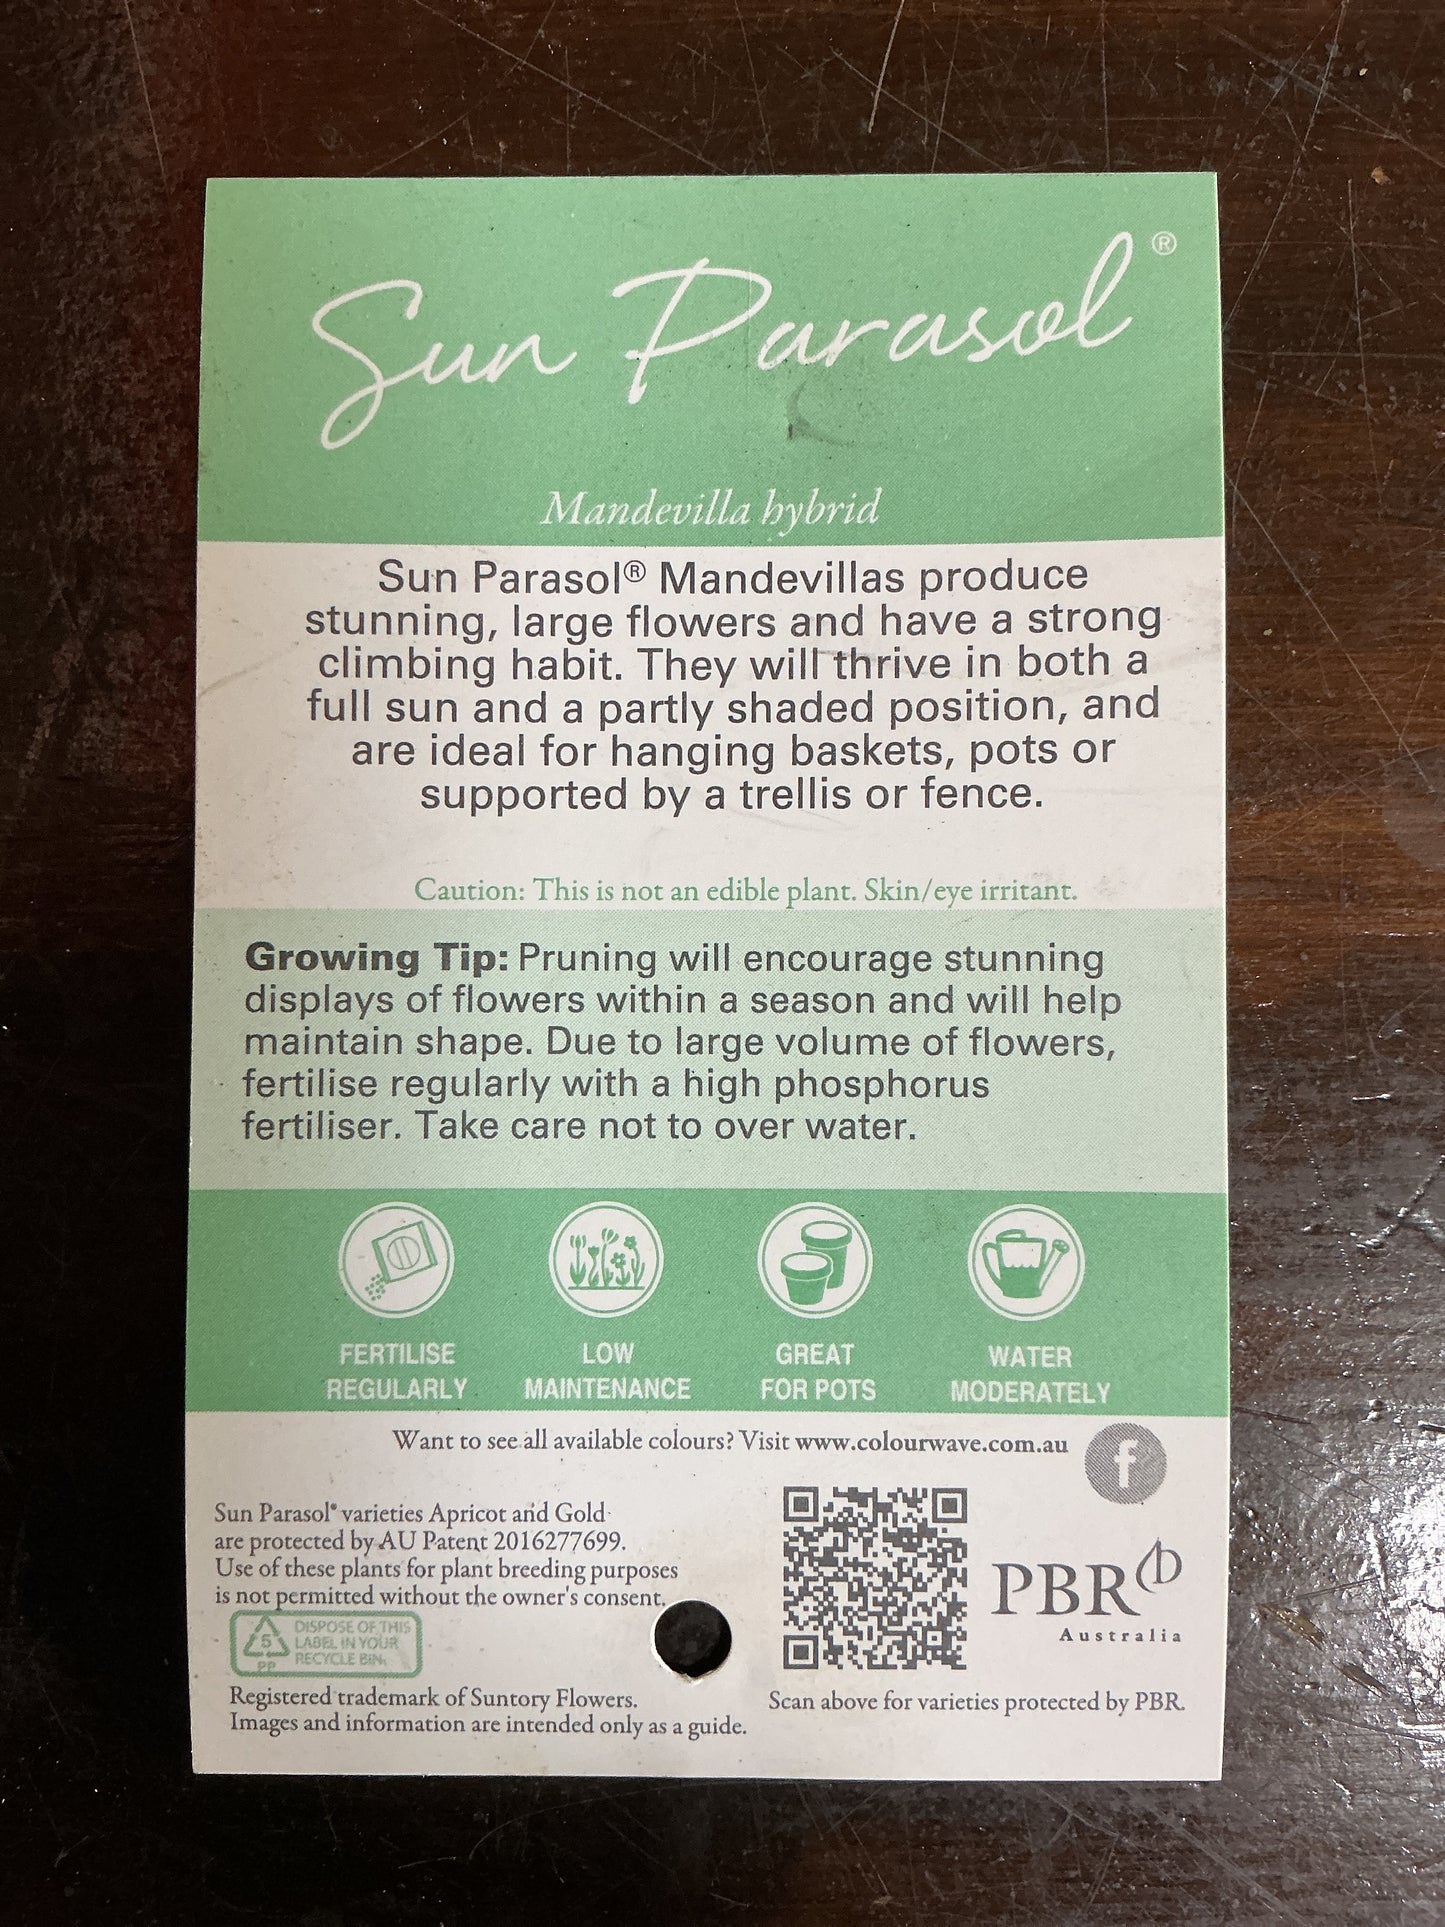 Sun Parasol®
Mandevilla hybrid
Sun Parasol® Mandevillas produce
stunning, large flowers and have a strong
climbing habit. They will thrive in both a
full sun and a partly shaded position, and
are ideal for hanging baskets, pots or
supported by a trellis or fence.
Caution: This is not an edible plant. Skin/eye irritant.
Growing Tip: Pruning will encourage stunning
displays of flowers within a season and will help
maintain shape. Due to large volume of flowers,
fertilise regularly with a high phosphorus
fertiliser. Take care not to over water.
FERTILISE
REGULARLY
LOW
MAINTENANCE
GREAT
FOR POTS
WATER
MODERATELY
Want to see all available colours? Visit www.colourwave.com.au
f
Sun Parasol® varieties Apricot and Gold
are protected by AU Patent 2016277699.
Use of these plants for plant breeding purposes
is not permitted without the owner's consent.
5
PP
DISPOSE OF THIS
LABEL IN YOUR
RECYCLE BIN.
Registered trademark of Suntory Flowers.
Images and information are intended only as a guide.
PBR
Australia
Scan above for varieties protected by PBR.